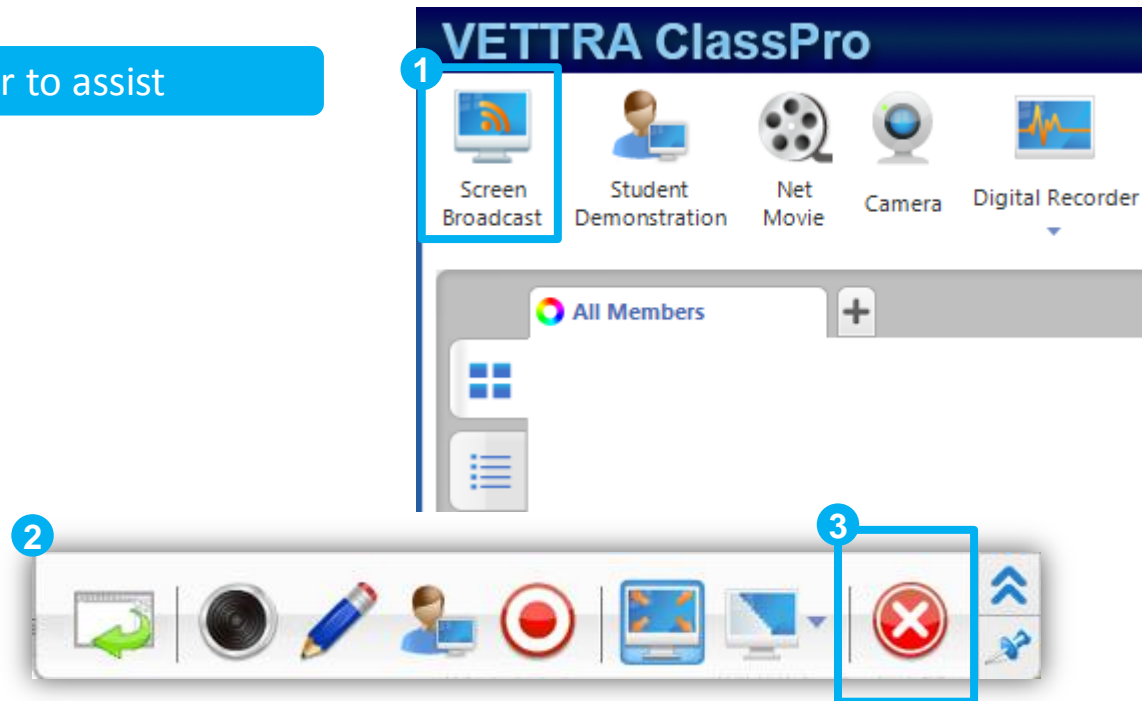 VETTRA ClassPro
r to assist
1
Screen
Broadcast
Student
Demonstration
Net
Movie
Camera
Digital Recorder
All Members
2
3